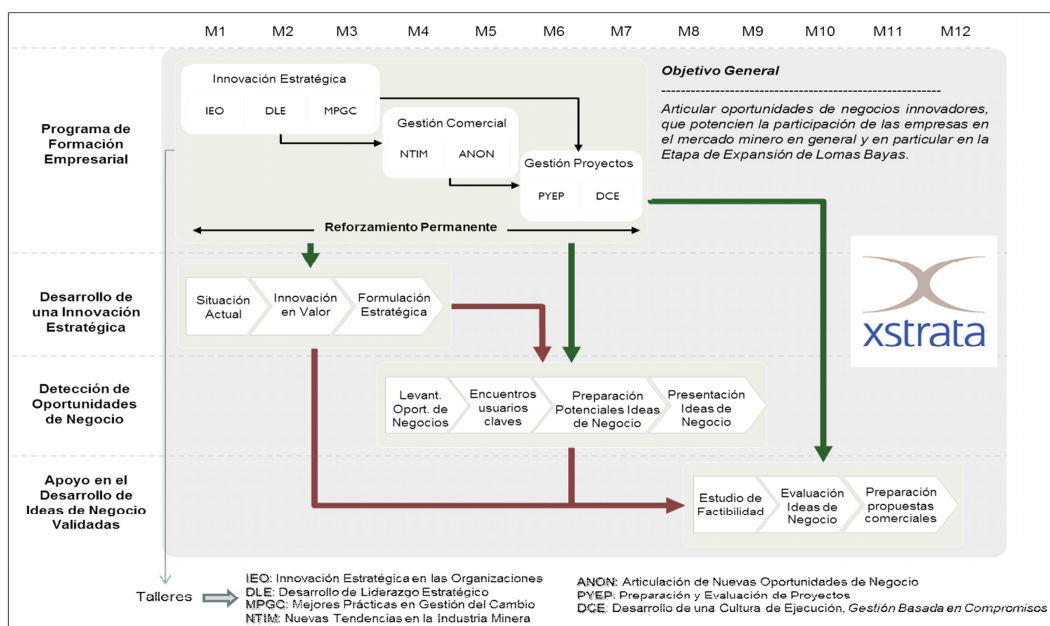 M1 M2 M3 M4 M5 M6 M7 M8 M9 M10 M11 M12
Programa de
Formación
Empresarial
Innovación Estratégica
IEO DLE MPGC
Gestión Comercial
NTIM ANON
Gestión Proyectos
PYEP DCE
Reforzamiento Permanente
Objetivo General
Articular oportunidades de negocios innovadores,
que potencien la participación de las empresas en
el mercado minero en general y en particular en la
Etapa de Expansión de Lomas Bayas.
xstrata
Desarrollo de
una Innovación
Estratégica
Situación
Actual
Innovación
en Valor
Formulación
Estratégica
Detección de
Oportunidades
de Negocio
Levant.
Oport. de
Negocios
Encuentros
usuarios
claves
Preparación
Potenciales Ideas
de Negocio
Presentación
Ideas de
Negocio
Apoyo en el
Desarrollo de
Ideas de Negocio
Validadas
Estudio de
Factibilidad
Evaluación
Ideas de
Negocio
Preparación
propuestas
comerciales
Talleres
IEO: Innovación Estratégica en las Organizaciones
DLE: Desarrollo de Liderazgo Estratégico
MPGC: Mejores Prácticas en Gestión del Cambio
NTIM: Nuevas Tendencias en la Industria Minera
ANON: Articulación de Nuevas Oportunidades de Negocio
PYEP: Preparación y Evaluación de Proyectos
DCE: Desarrollo de una Cultura de Ejecución, Gestión Basada en Compromisos